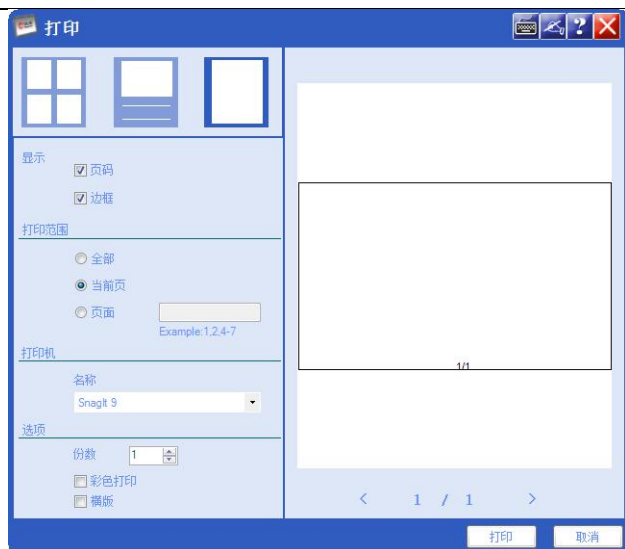 打印
?
显示
页码
边框
打印范围
全部
当前页
页面
Example:1,2,4-7
打印机
名称
SnagIt 9
选项
份数 1
彩色打印
横版
1/1
< 1 / 1 >
打印 取消